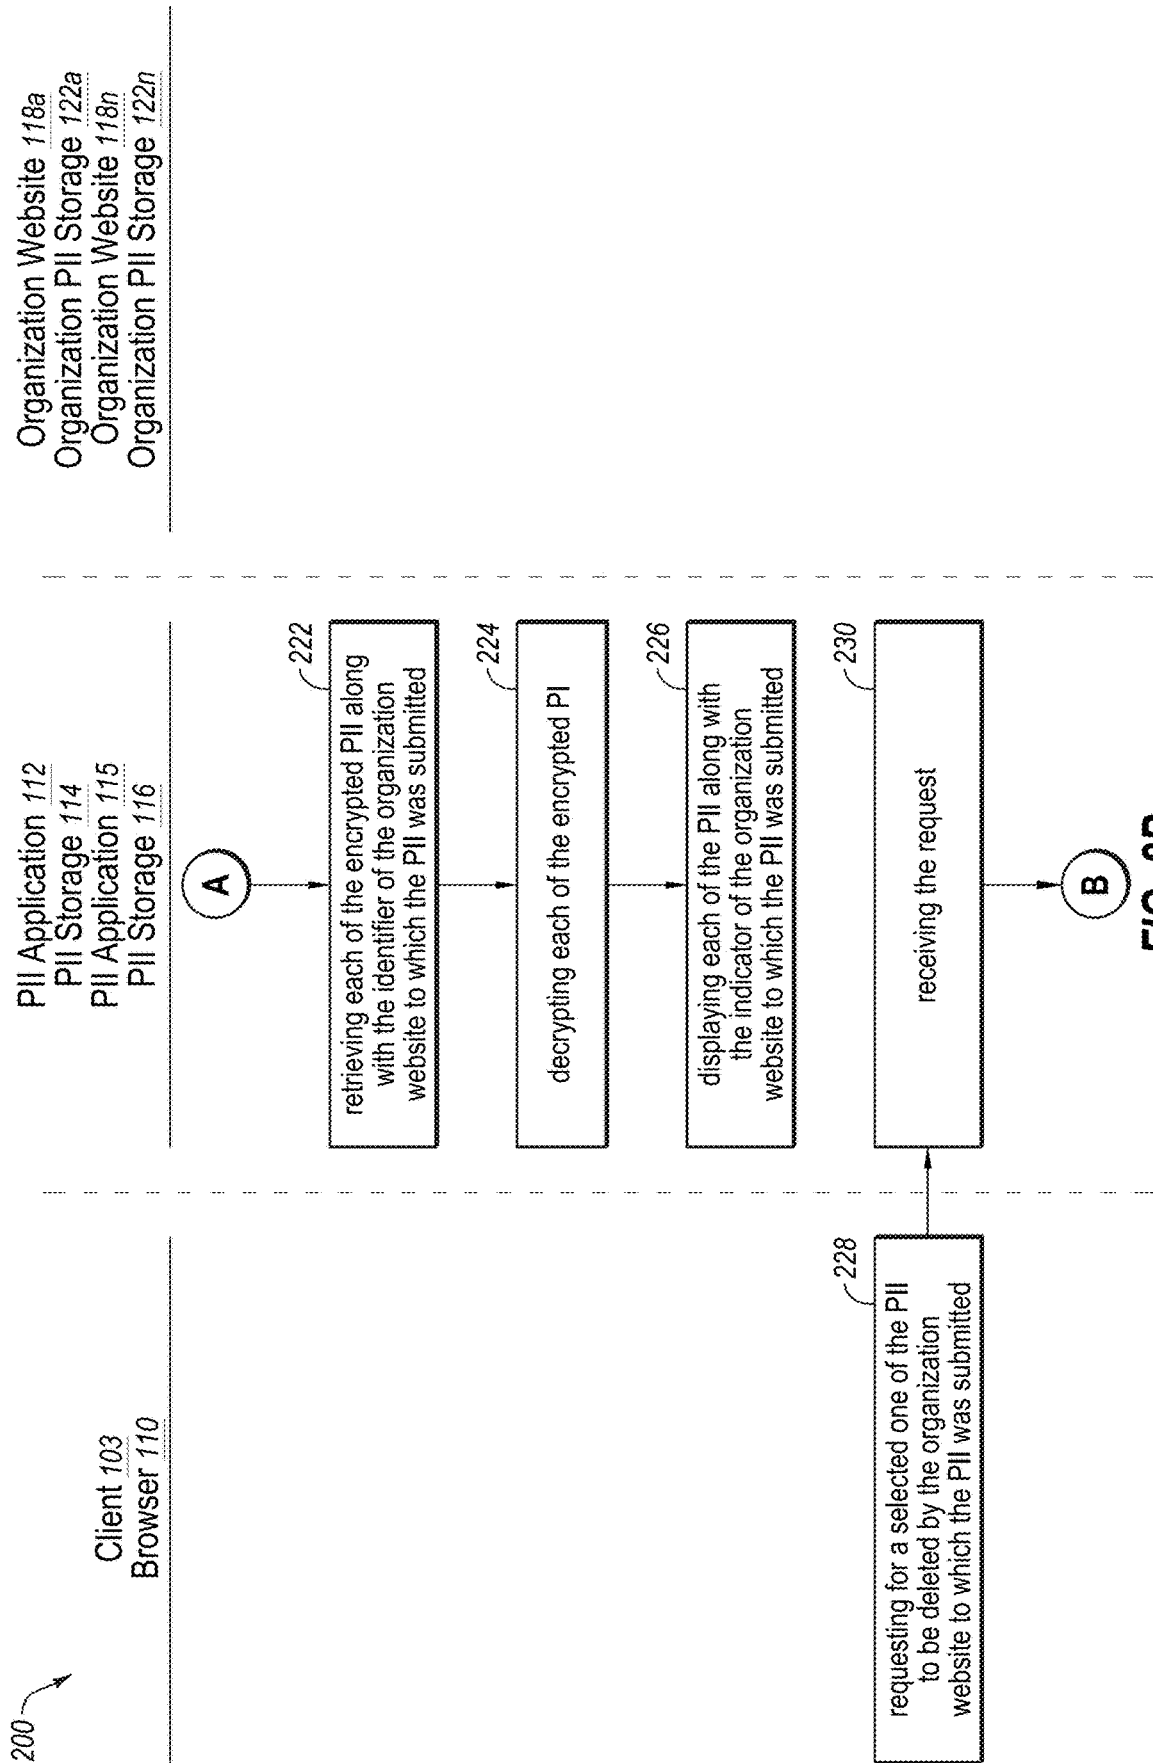 200
Client 103
Browser 110
PII Application 112
PII Storage 114
PII Application 115
PII Storage 116
Organization Website 118a
Organization PII Storage 122a
Organization Website 118n
Organization PII Storage 122n
A
222
retrieving each of the encrypted PII along
with the identifier of the organization
website to which the PII was submitted
224
decrypting each of the encrypted PI
226
displaying each of the PII along with
the indicator of the organization
website to which the PII was submitted
228
requesting for a selected one of the PII
to be deleted by the organization
website to which the PII was submitted
230
receiving the request
B